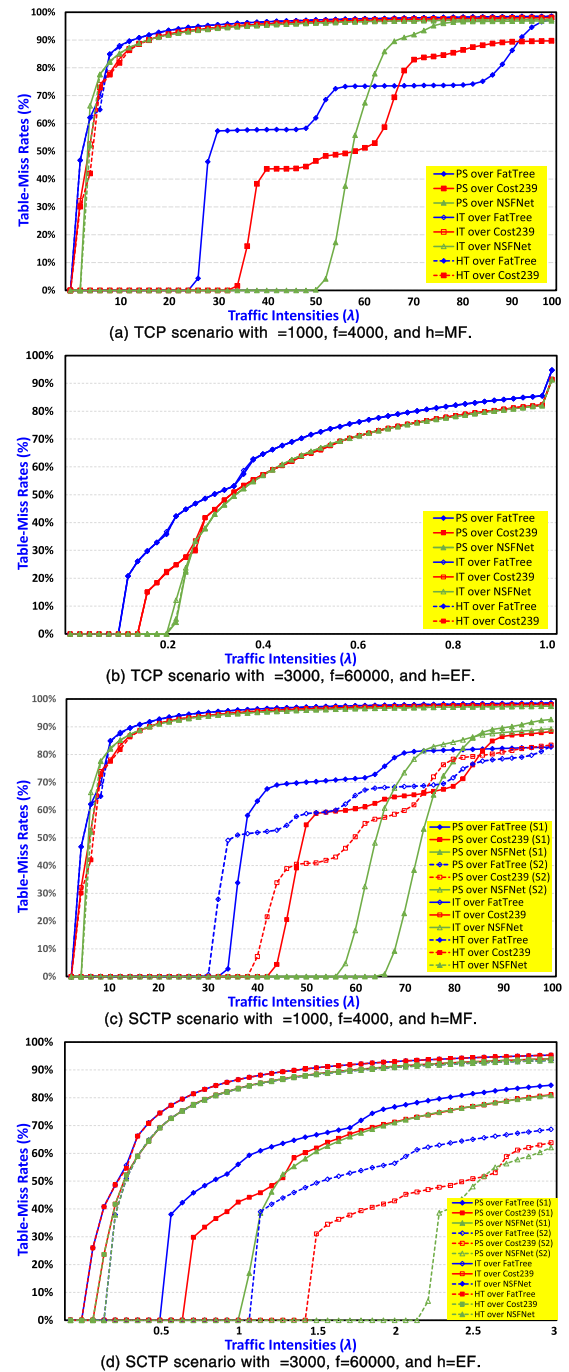 100%
90%
80%
70%
60%
50%
40%
30%
20%
10%
0%
Table-Miss Rates (%)
PS over FatTree
PS over Cost239
PS over NSFNet
IT over FatTree
IT over Cost239
IT over NSFNet
HT over FatTree
HT over Cost239
10 20 30 40 50 60 70 80 90 100
Traffic Intensities (λ)
(a) TCP scenario with =1000, f=4000, and h=MF.
100%
90%
80%
70%
60%
50%
40%
30%
20%
10%
0%
Table-Miss Rates (%)
PS over FatTree
PS over Cost239
PS over NSFNet
IT over FatTree
IT over Cost239
IT over NSFNet
HT over FatTree
HT over Cost239
0.2 0.4 0.6 0.8 1.0
Traffic Intensities (λ)
(b) TCP scenario with =3000, f=60000, and h=EF.
100%
90%
80%
70%
60%
50%
40%
30%
20%
10%
0%
Table-Miss Rates (%)
PS over FatTree (S1)
PS over Cost239 (S1)
PS over NSFNet (S1)
PS over FatTree (S2)
PS over Cost239 (S2)
PS over NSFNet (S2)
IT over FatTree
IT over Cost239
IT over NSFNet
HT over FatTree
HT over Cost239
HT over NSFNet
10 20 30 40 50 60 70 80 90 100
Traffic Intensities (λ)
(c) SCTP scenario with =1000, f=4000, and h=MF.
100%
90%
80%
70%
60%
50%
40%
30%
20%
10%
0%
Table-Miss Rates (%)
PS over FatTree (S1)
PS over Cost239 (S1)
PS over NSFNet (S1)
PS over FatTree (S2)
PS over Cost239 (S2)
PS over NSFNet (S2)
IT over FatTree
IT over Cost239
IT over NSFNet
HT over FatTree
HT over Cost239
HT over NSFNet
0.5 1 1.5 2 2.5 3
Traffic Intensities (λ)
(d) SCTP scenario with =3000, f=60000, and h=EF.